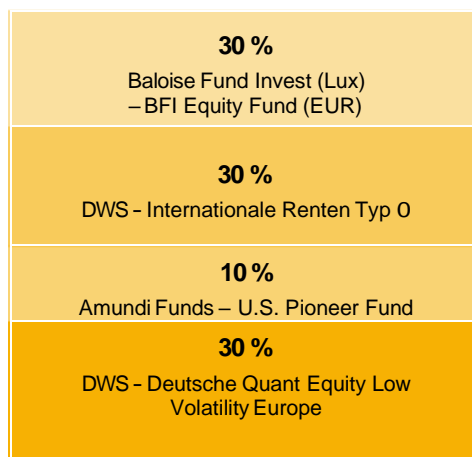 30 %
Baloise Fund Invest (Lux)
– BFI Equity Fund (EUR)
30 %
DWS - Internationale Renten Typ O
10 %
Amundi Funds – U.S. Pioneer Fund
30 %
DWS - Deutsche Quant Equity Low
Volatility Europe